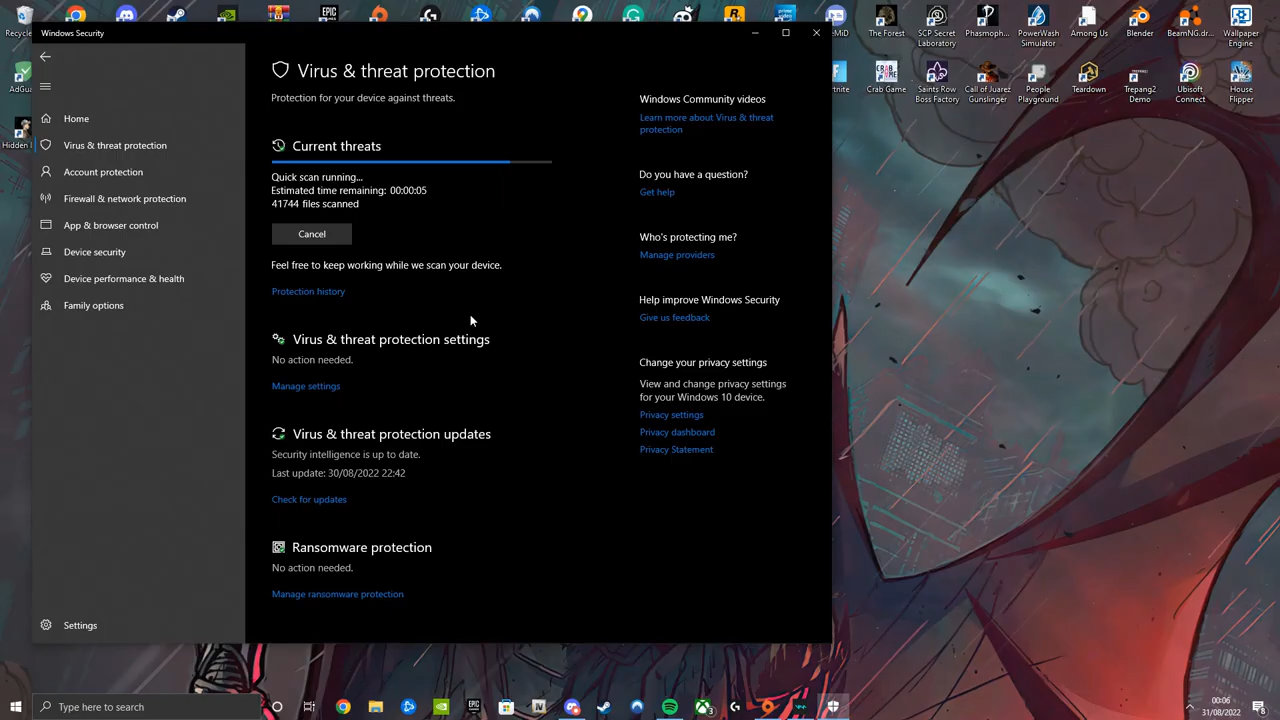 Recycle
EPIC
Windows Security
The Forest
SCP Secret
Laboratory
Phasmoph...
PowerWash
Simulator
Among Us
Blender
BeamNG.dr...
Wallpaper
Engine
AdGua
Hidden
Crab Game
Saints Row
Boss Factory
Call of Juarez
Gunslinger
People
Playground
Teardown
Trepang2
Demo
Ubisoft
Connect
House
Flipper
Home
Virus & threat protection
Account protection
Firewall & network protection
App & browser control
Device security
Device performance & health
Family options
Settings
Virus & threat protection
Protection for your device against threats.
Current threats
Quick scan running...
Estimated time remaining: 00:00:05
41744 files scanned
Cancel
Feel free to keep working while we scan your device.
Protection history
Virus & threat protection settings
No action needed.
Manage settings
Virus & threat protection updates
Security intelligence is up to date.
Last update: 30/08/2022 22:42
Check for updates
Ransomware protection
No action needed.
Manage ransomware protection
Windows Community videos
Learn more about Virus & threat
protection
Do you have a question?
Get help
Who's protecting me?
Manage providers
Help improve Windows Security
Give us feedback
Change your privacy settings
View and change privacy settings
for your Windows 10 device.
Privacy settings
Privacy dashboard
Privacy Statement
Type here to search
00:06
31/08/2022